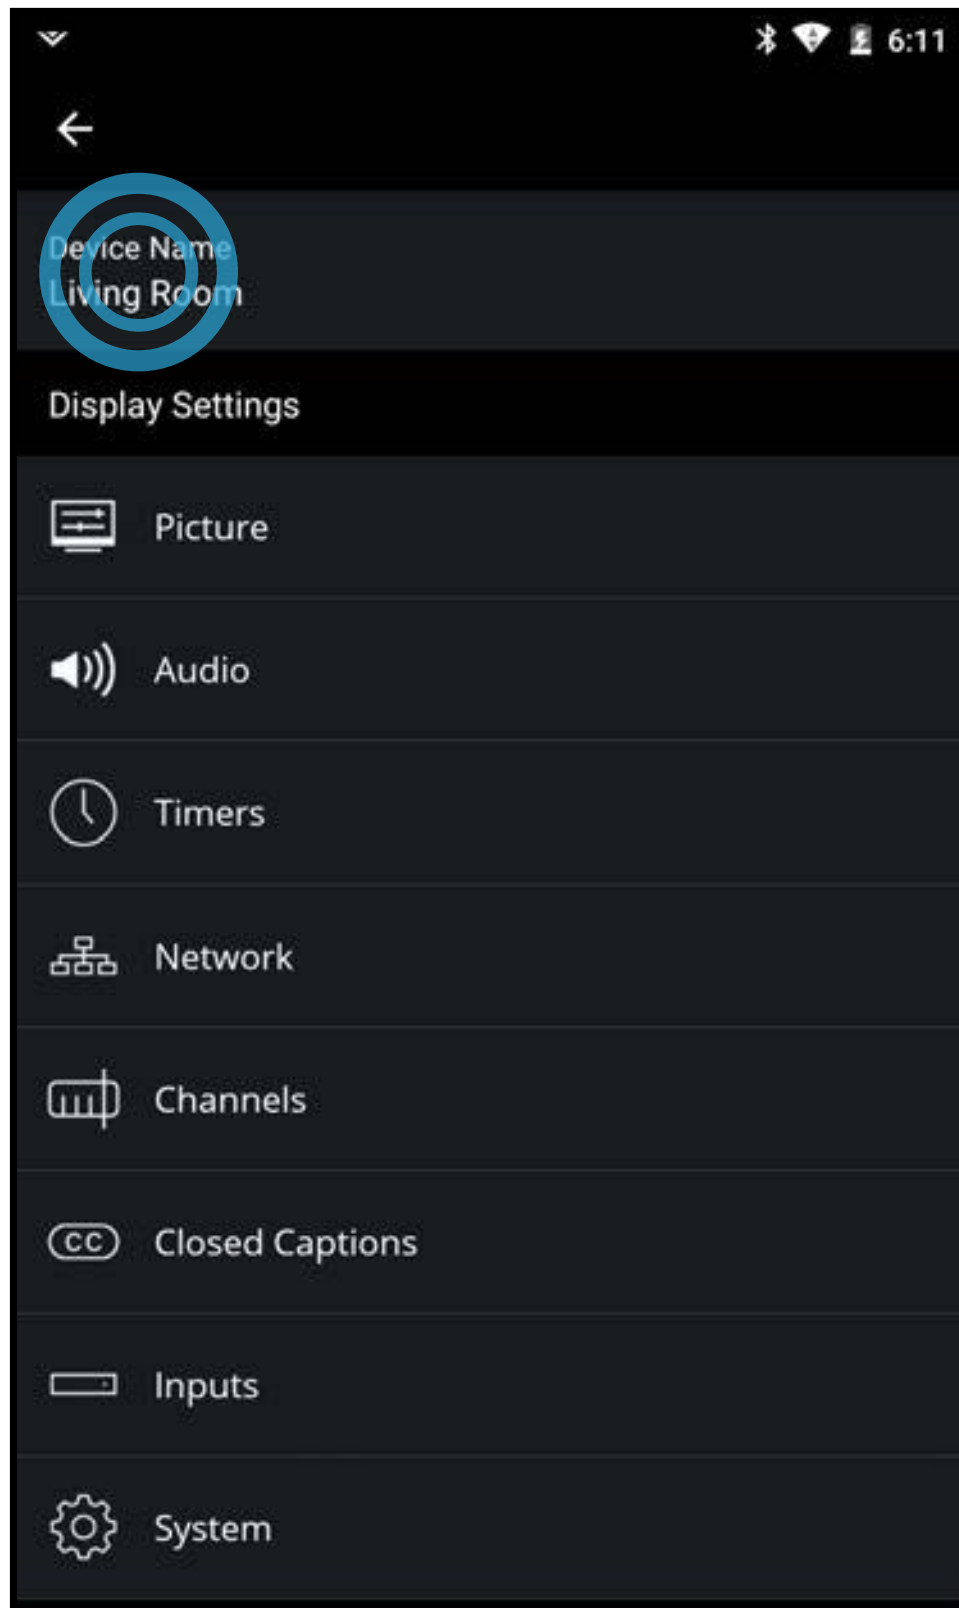 6:11
Device Name
Living Room
Display Settings
Picture
Audio
Timers
Network
Channels
CC Closed Captions
Inputs
System